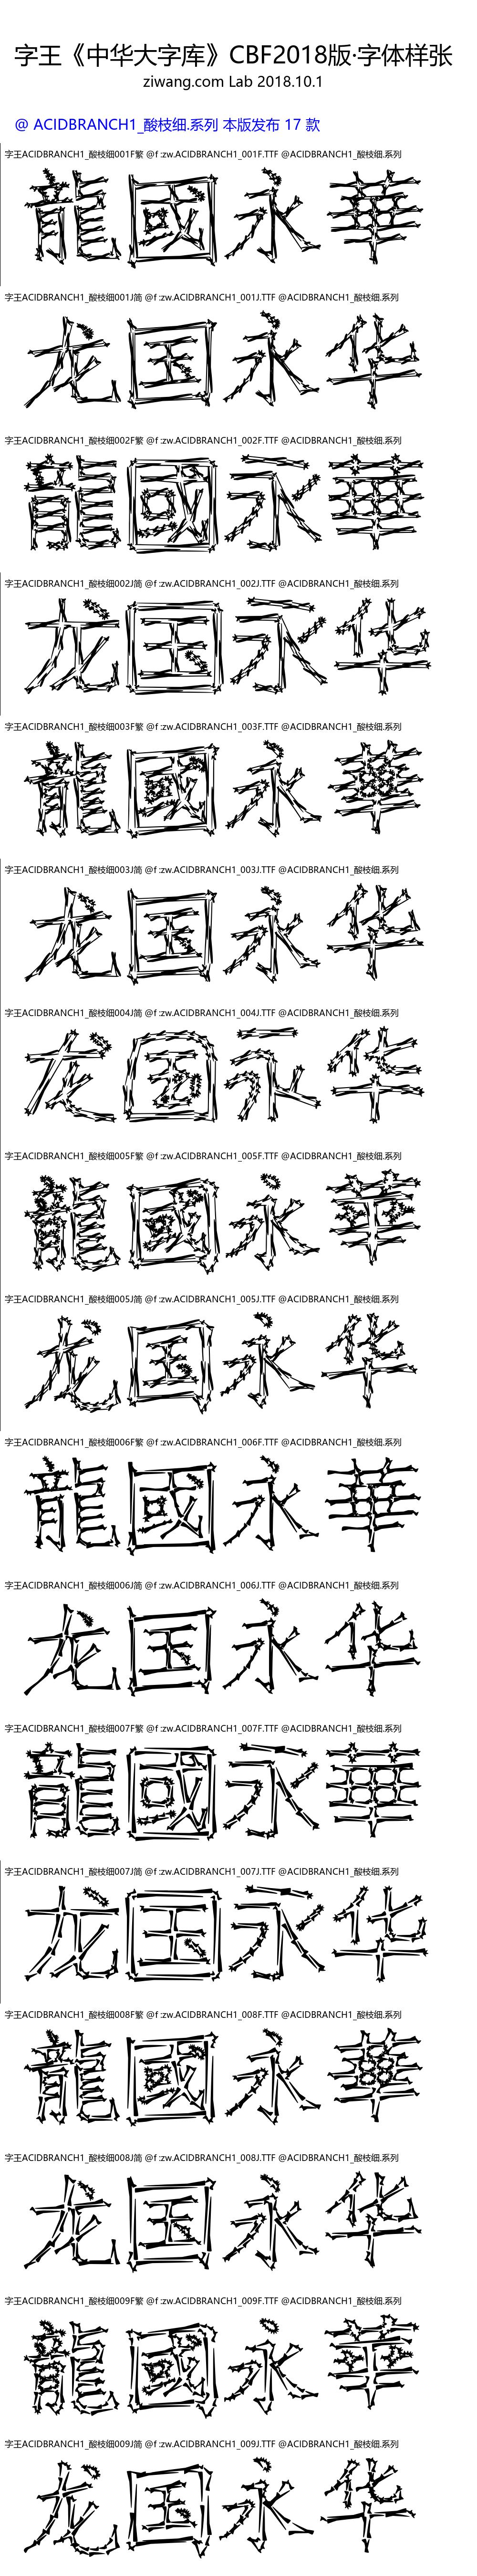 字王《中华大字库》CBF2018版·字体样张
ziwang.com Lab 2018.10.1
@ ACIDBRANCH1_酸枝细.系列 本版发布 17 款
字王ACIDBRANCH1_酸枝细001F繁 @f :zw.ACIDBRANCH1_001F.TTF @ACIDBRANCH1_酸枝细.系列
龍國永華
字王ACIDBRANCH1_酸枝细001J简 @f :zw.ACIDBRANCH1_001J.TTF @ACIDBRANCH1_酸枝细.系列
龙国永华
字王ACIDBRANCH1_酸枝细002F繁 @f :zw.ACIDBRANCH1_002F.TTF @ACIDBRANCH1_酸枝细.系列
龍國永華
字王ACIDBRANCH1_酸枝细002J简 @f :zw.ACIDBRANCH1_002J.TTF @ACIDBRANCH1_酸枝细.系列
龙国永华
字王ACIDBRANCH1_酸枝细003F繁 @f :zw.ACIDBRANCH1_003F.TTF @ACIDBRANCH1_酸枝细.系列
龍國永華
字王ACIDBRANCH1_酸枝细003J简 @f :zw.ACIDBRANCH1_003J.TTF @ACIDBRANCH1_酸枝细.系列
龙国永华
字王ACIDBRANCH1_酸枝细004J简 @f :zw.ACIDBRANCH1_004J.TTF @ACIDBRANCH1_酸枝细.系列
龙国永华
字王ACIDBRANCH1_酸枝细005F繁 @f :zw.ACIDBRANCH1_005F.TTF @ACIDBRANCH1_酸枝细.系列
龍國永華
字王ACIDBRANCH1_酸枝细005J简 @f :zw.ACIDBRANCH1_005J.TTF @ACIDBRANCH1_酸枝细.系列
龙国永华
字王ACIDBRANCH1_酸枝细006F繁 @f :zw.ACIDBRANCH1_006F.TTF @ACIDBRANCH1_酸枝细.系列
龍國永華
字王ACIDBRANCH1_酸枝细006J简 @f :zw.ACIDBRANCH1_006J.TTF @ACIDBRANCH1_酸枝细.系列
龙国永华
字王ACIDBRANCH1_酸枝细007F繁 @f :zw.ACIDBRANCH1_007F.TTF @ACIDBRANCH1_酸枝细.系列
龍國永華
字王ACIDBRANCH1_酸枝细007J简 @f :zw.ACIDBRANCH1_007J.TTF @ACIDBRANCH1_酸枝细.系列
龙国永华
字王ACIDBRANCH1_酸枝细008F繁 @f :zw.ACIDBRANCH1_008F.TTF @ACIDBRANCH1_酸枝细.系列
龍國永華
字王ACIDBRANCH1_酸枝细008J简 @f :zw.ACIDBRANCH1_008J.TTF @ACIDBRANCH1_酸枝细.系列
龙国永华
字王ACIDBRANCH1_酸枝细009F繁 @f :zw.ACIDBRANCH1_009F.TTF @ACIDBRANCH1_酸枝细.系列
龍國永華
字王ACIDBRANCH1_酸枝细009J简 @f :zw.ACIDBRANCH1_009J.TTF @ACIDBRANCH1_酸枝细.系列
龙国永华